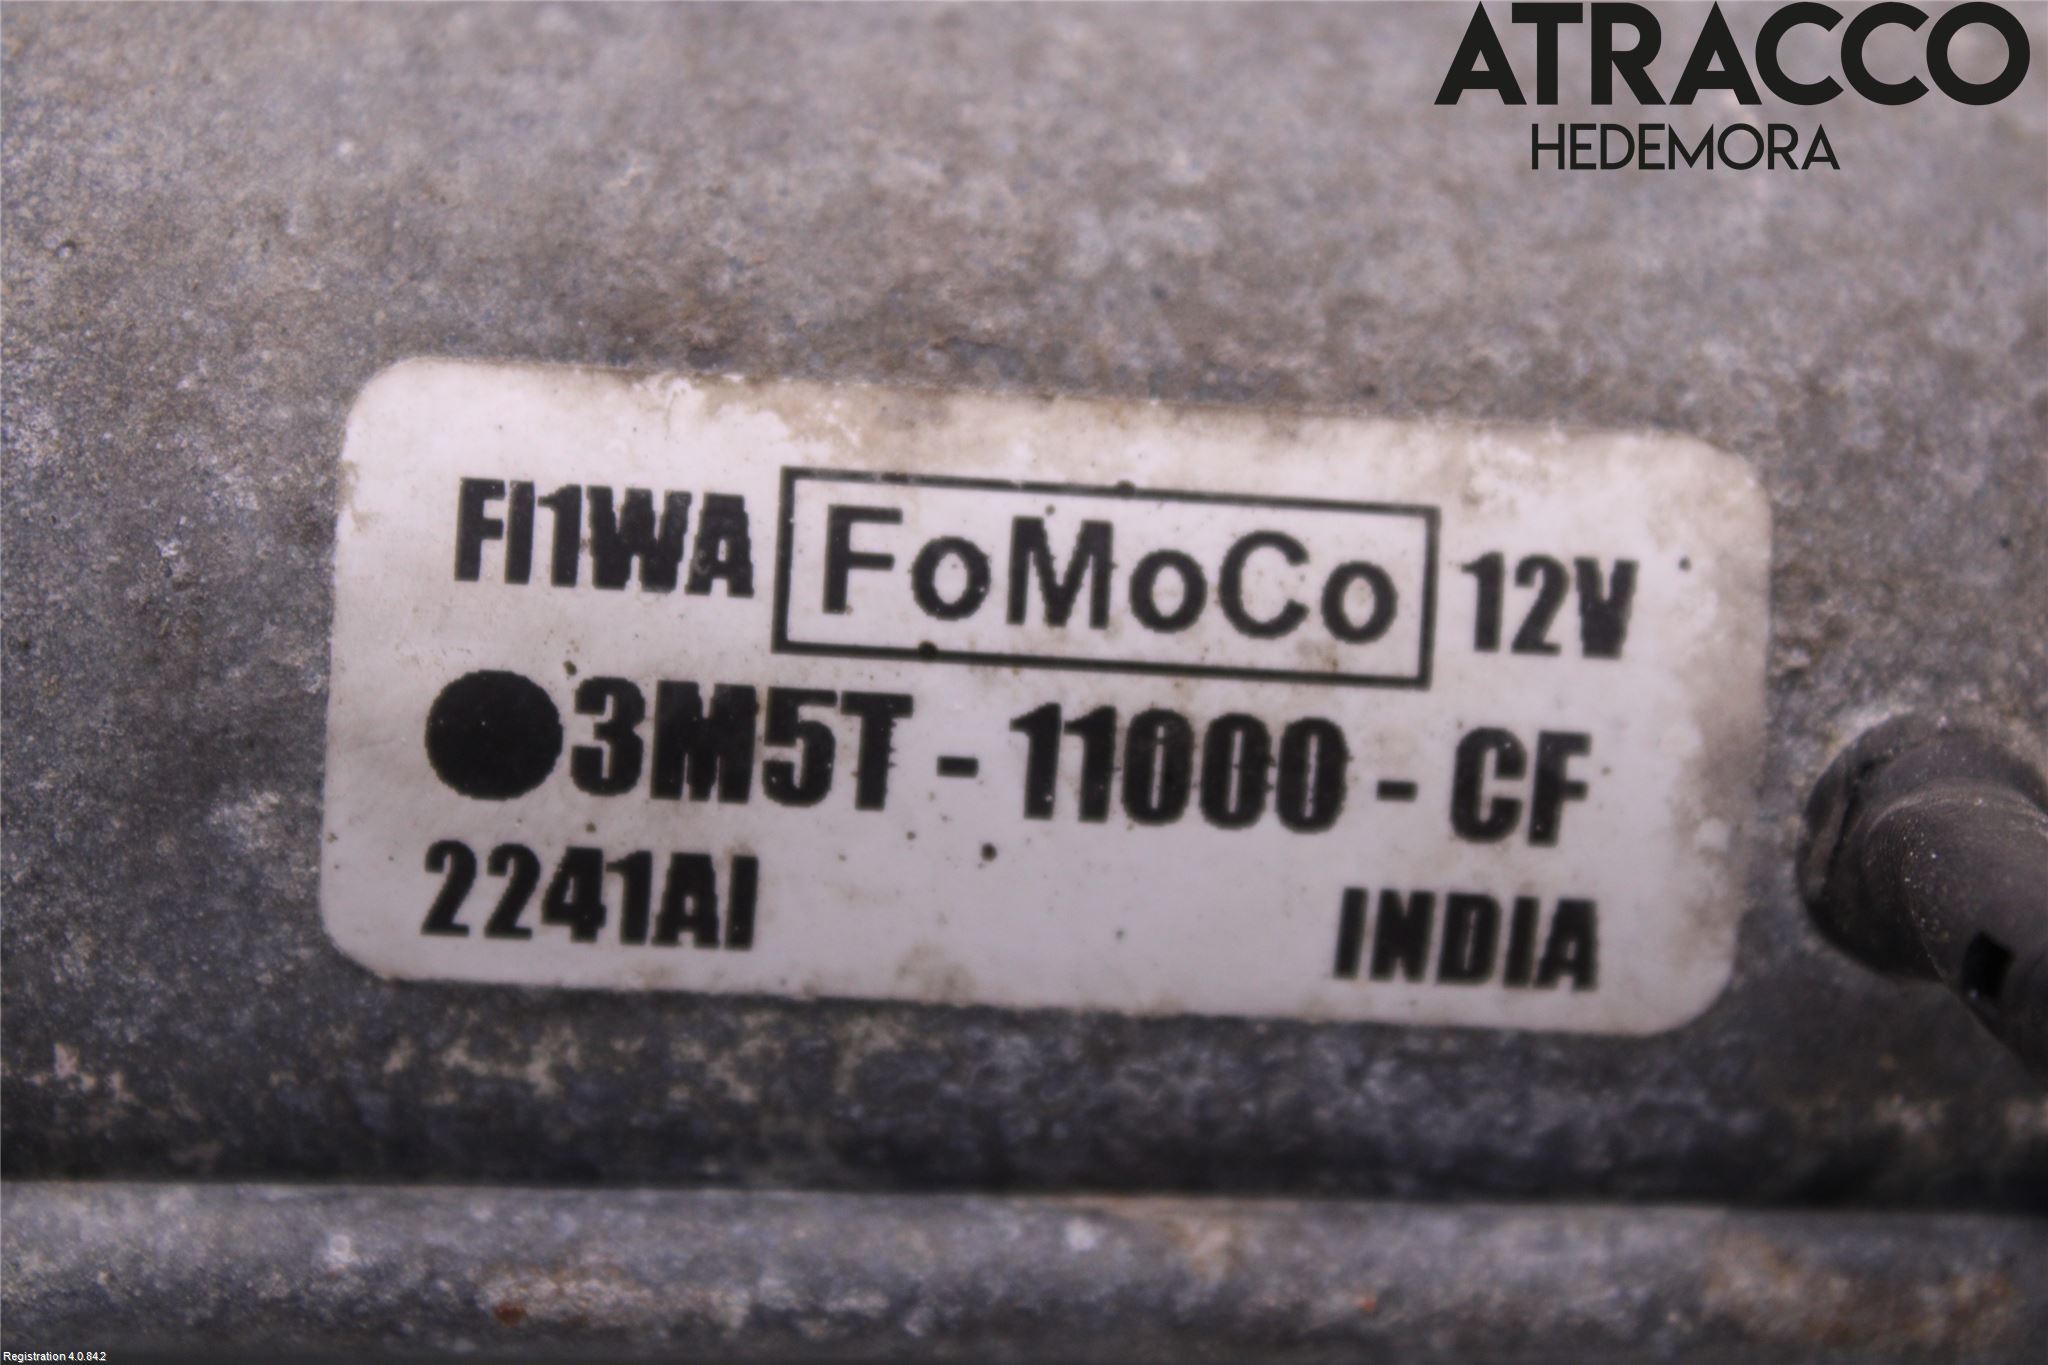 ATRACCO
HEDEMORA
FI1WA FoMoCo 12V
●3M5T - 11000 - CF
2241AI INDIA
Registration 4.0.84.2